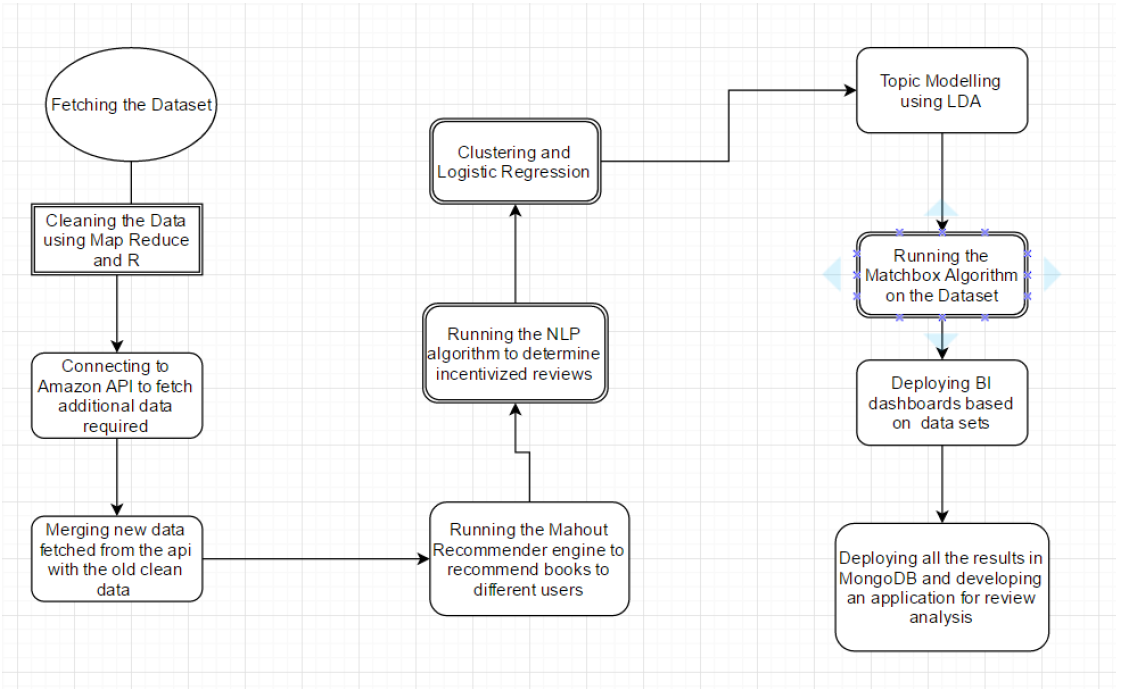 Fetching the Dataset
Cleaning the Data
using Map Reduce
and R
Connecting to
Amazon API to fetch
additional data
required
Merging new data
fetched from the api
with the old clean
data
Running the Mahout
Recommender engine to
recommend books to
different users
Running the NLP
algorithm to determine
incentivized reviews
Clustering and
Logistic Regression
Topic Modelling
using LDA
Running the
Matchbox Algorithm
on the Dataset
Deploying BI
dashboards based
on data sets
Deploying all the results in
MongoDB and developing
an application for review
analysis